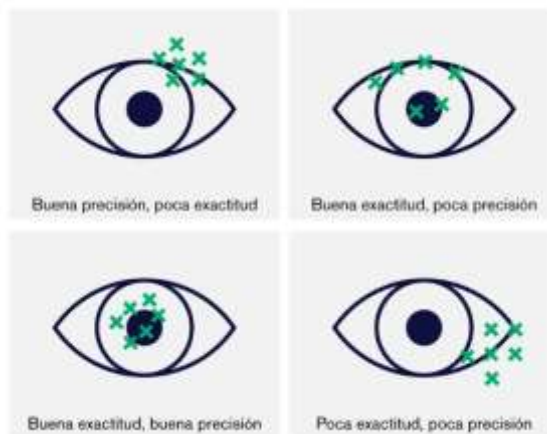 Buena precisión, poca exactitud
Buena exactitud, poca precisión
Buena exactitud, buena precisión
Poca exactitud, poca precisión